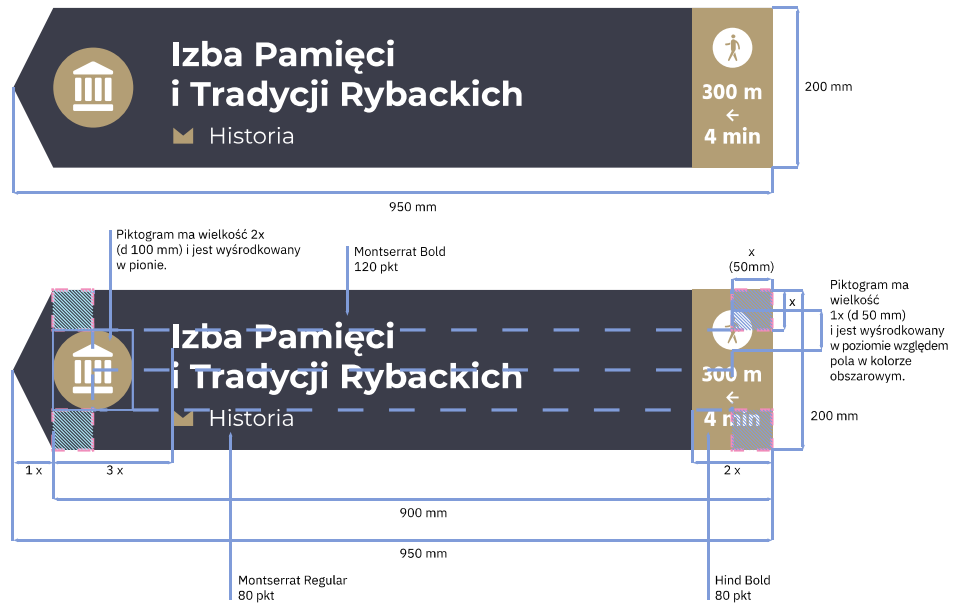 Izba Pamięci
i Tradycji Rybackich
Historia
300 m
←
4 min
200 mm
950 mm
Piktogram ma wielkość 2x
(d 100 mm) i jest wyśrodkowany
w pionie.
Montserrat Bold
120 pkt
x
(50mm)
Piktogram ma
wielkość
1x (d 50 mm)
i jest wyśrodkowany
w poziomie względem
pola w kolorze
obszarowym.
x
Izba Pamięci
i Tradycji Rybackich
Historia
300 m
←
4 min
200 mm
1 x
3 x
2 x
900 mm
950 mm
Montserrat Regular
80 pkt
Hind Bold
80 pkt